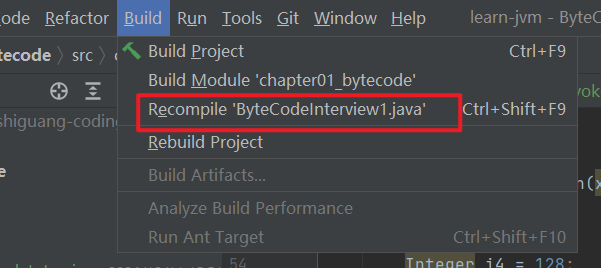 ode Refactor Build Run Tools Git Window Help learn-jvm - ByteC
tecode src
Build Project Ctrl+F9
Build Module 'chapter01_bytecode'
Recompile 'ByteCodeInterview1.java' Ctrl+Shift+F9
shiguang-coding
Rebuild Project
Build Artifacts...
Analyze Build Performance
Run Ant Target Ctrl+Shift+F10
54 Integer i4 = 128;